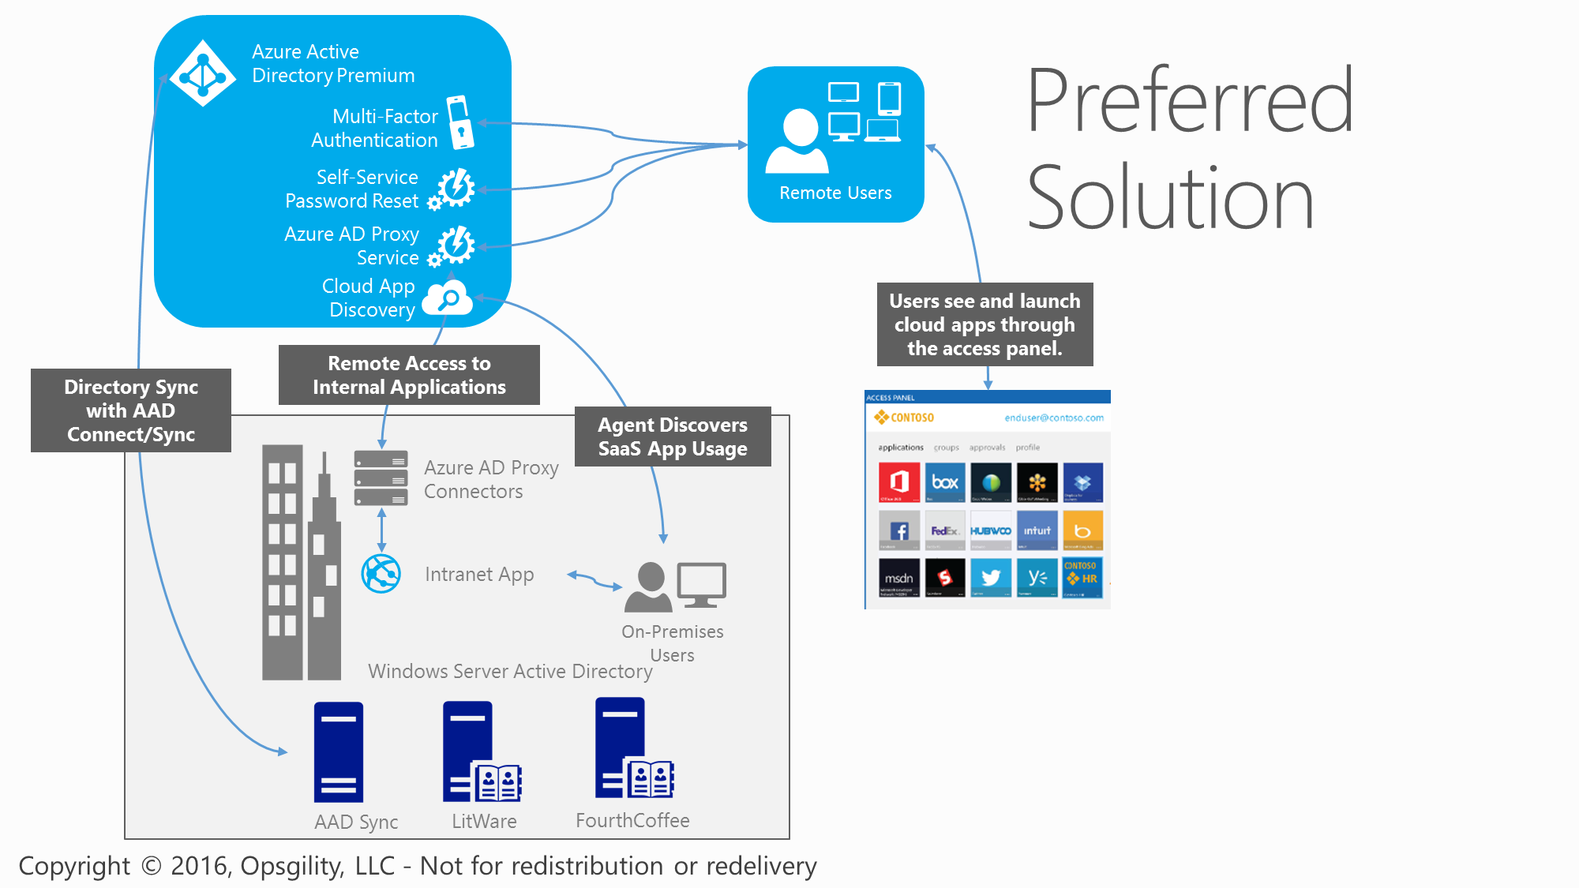 Azure Active
Directory Premium
Multi-Factor
Authentication
Self-Service
Password Reset
Azure AD Proxy
Service
Cloud App
Discovery
Remote Users
Preferred
Solution
Users see and launch
cloud apps through
the access panel.
Remote Access to
Internal Applications
Directory Sync
with AAD
Connect/Sync
Agent Discovers
SaaS App Usage
ACCESS PANEL
CONTOSO
enduser@contoso.com
applications groups approvals profile
box
FedEx
HUBWOO
intuit
b
msdn
S
CONTOSO
HR
Azure AD Proxy
Connectors
Intranet App
On-Premises
Users
Windows Server Active Directory
AAD Sync
LitWare
FourthCoffee
Copyright © 2016, Opsgility, LLC - Not for redistribution or redelivery